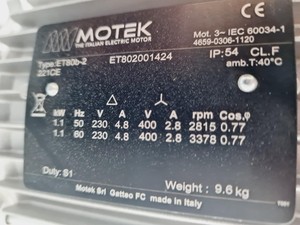 MOTEK
THE ITALIAN ELECTRIC MOTOR
CE
Mot. 3~ IEC 60034-1
4659-0306-1120
Type: ET80b-2 ET802001424 IP:54 CL.F
221CE amb.T:40°C
kW Hz V A V A rpm Cos.φ
1.1 50 230 4.8 400 2.8 2815 0.77
1.1 60 230 4.8 400 2.8 3378 0.77
Duty: S1 Weight : 9.6kg
Motek Srl Gatteo FC made in Italy